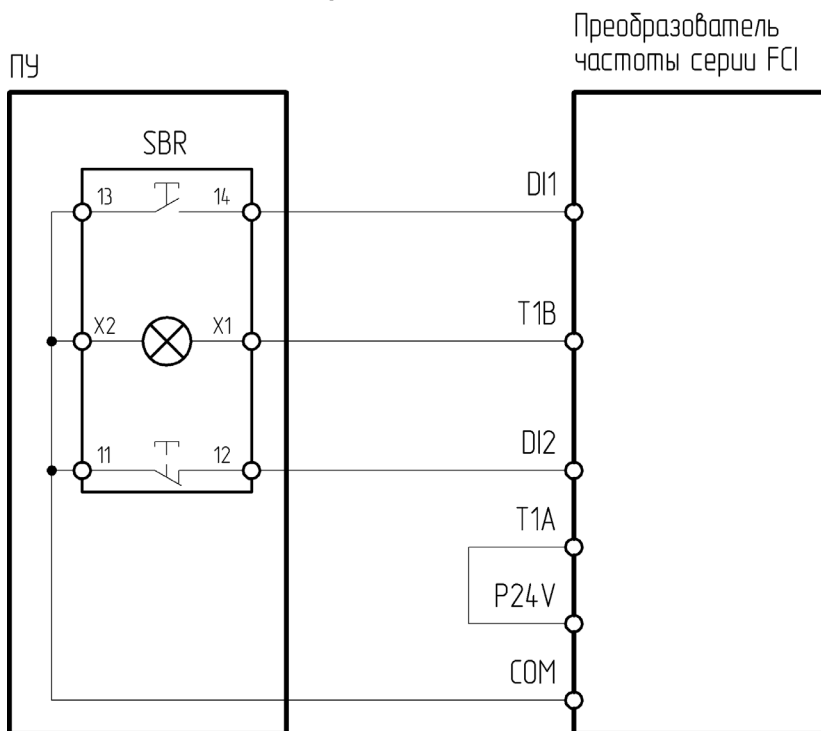 Преобразователь
частоты серии FCI
ПУ
SBR
13 14
DI1
X2 X1
T1B
11 12
DI2
T1A
P24V
COM